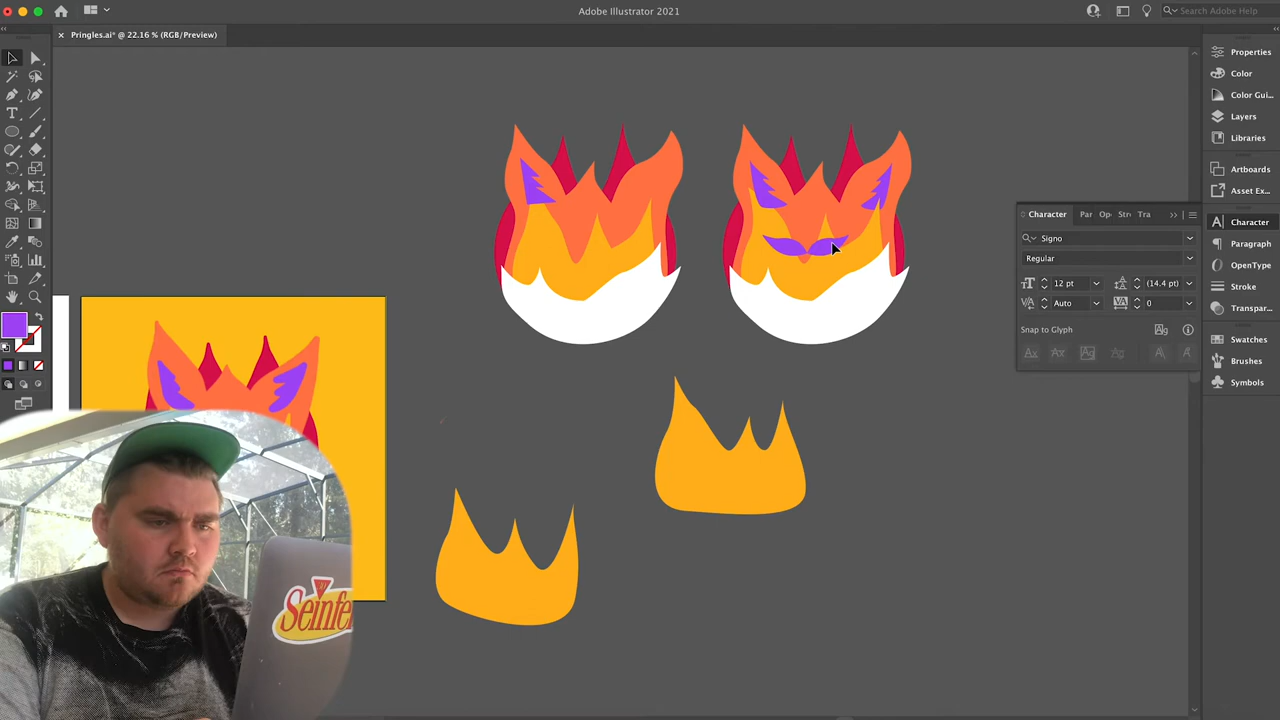 Adobe Illustrator 2021
Search Adobe Help
Pringles.ai* @ 22.16 % (RGB/Preview)
Properties
Color
Color Gui...
Layers
Libraries
Artboards
Asset Ex...
Character
Paragraph
OpenType
Stroke
Transpar...
Swatches
Brushes
Symbols
Character
Par
Op
Str
Tra
Signo
Regular
12 pt
(14.4 pt)
Auto
0
Snap to Glyph
Seinfe